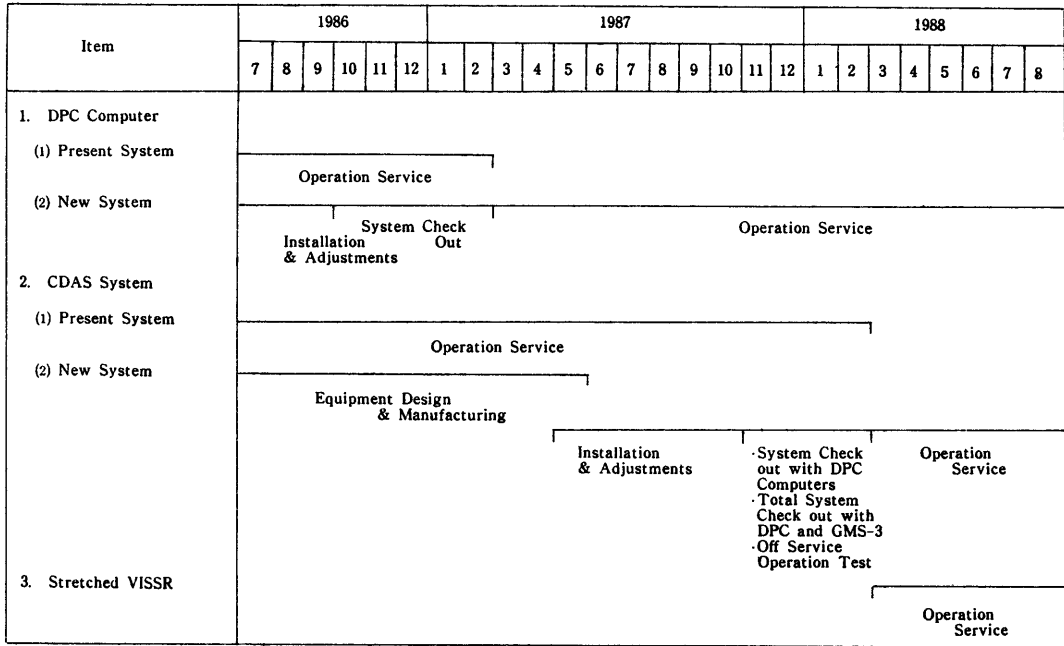 Item
1986 1987 1988
7 8 9 10 11 12 1 2 3 4 5 6 7 8 9 10 11 12 1 2 3 4 5 6 7 8
1. DPC Computer
(1) Present System
Operation Service
(2) New System
System Check
Out
Installation
& Adjustments
Operation Service
2. CDAS System
(1) Present System
Operation Service
(2) New System
Equipment Design
& Manufacturing
Installation
& Adjustments
·System Check
out with DPC
Computers
·Total System
Check out with
DPC and GMS-3
·Off Service
Operation Test
Operation
Service
3. Stretched VISSR
Operation
Service